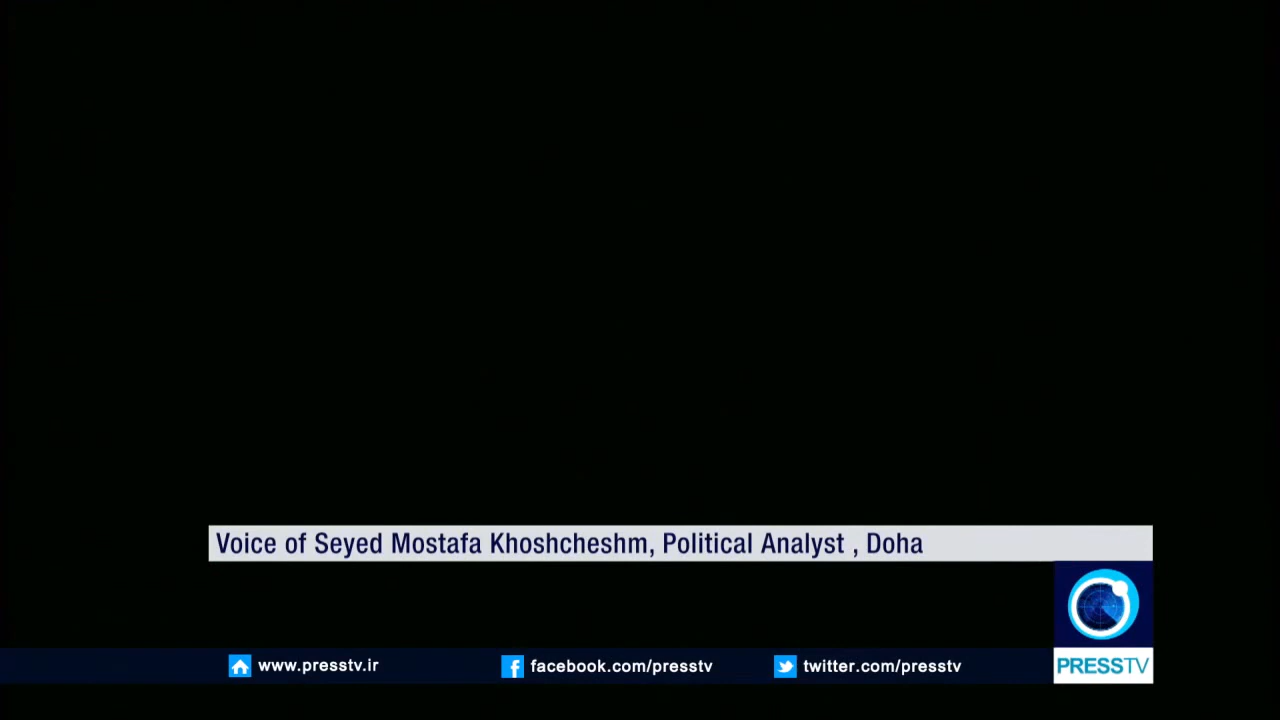 Voice of Seyed Mostafa Khoshcheshm, Political Analyst , Doha
www.presstv.ir
facebook.com/presstv
twitter.com/presstv
PRESSTV